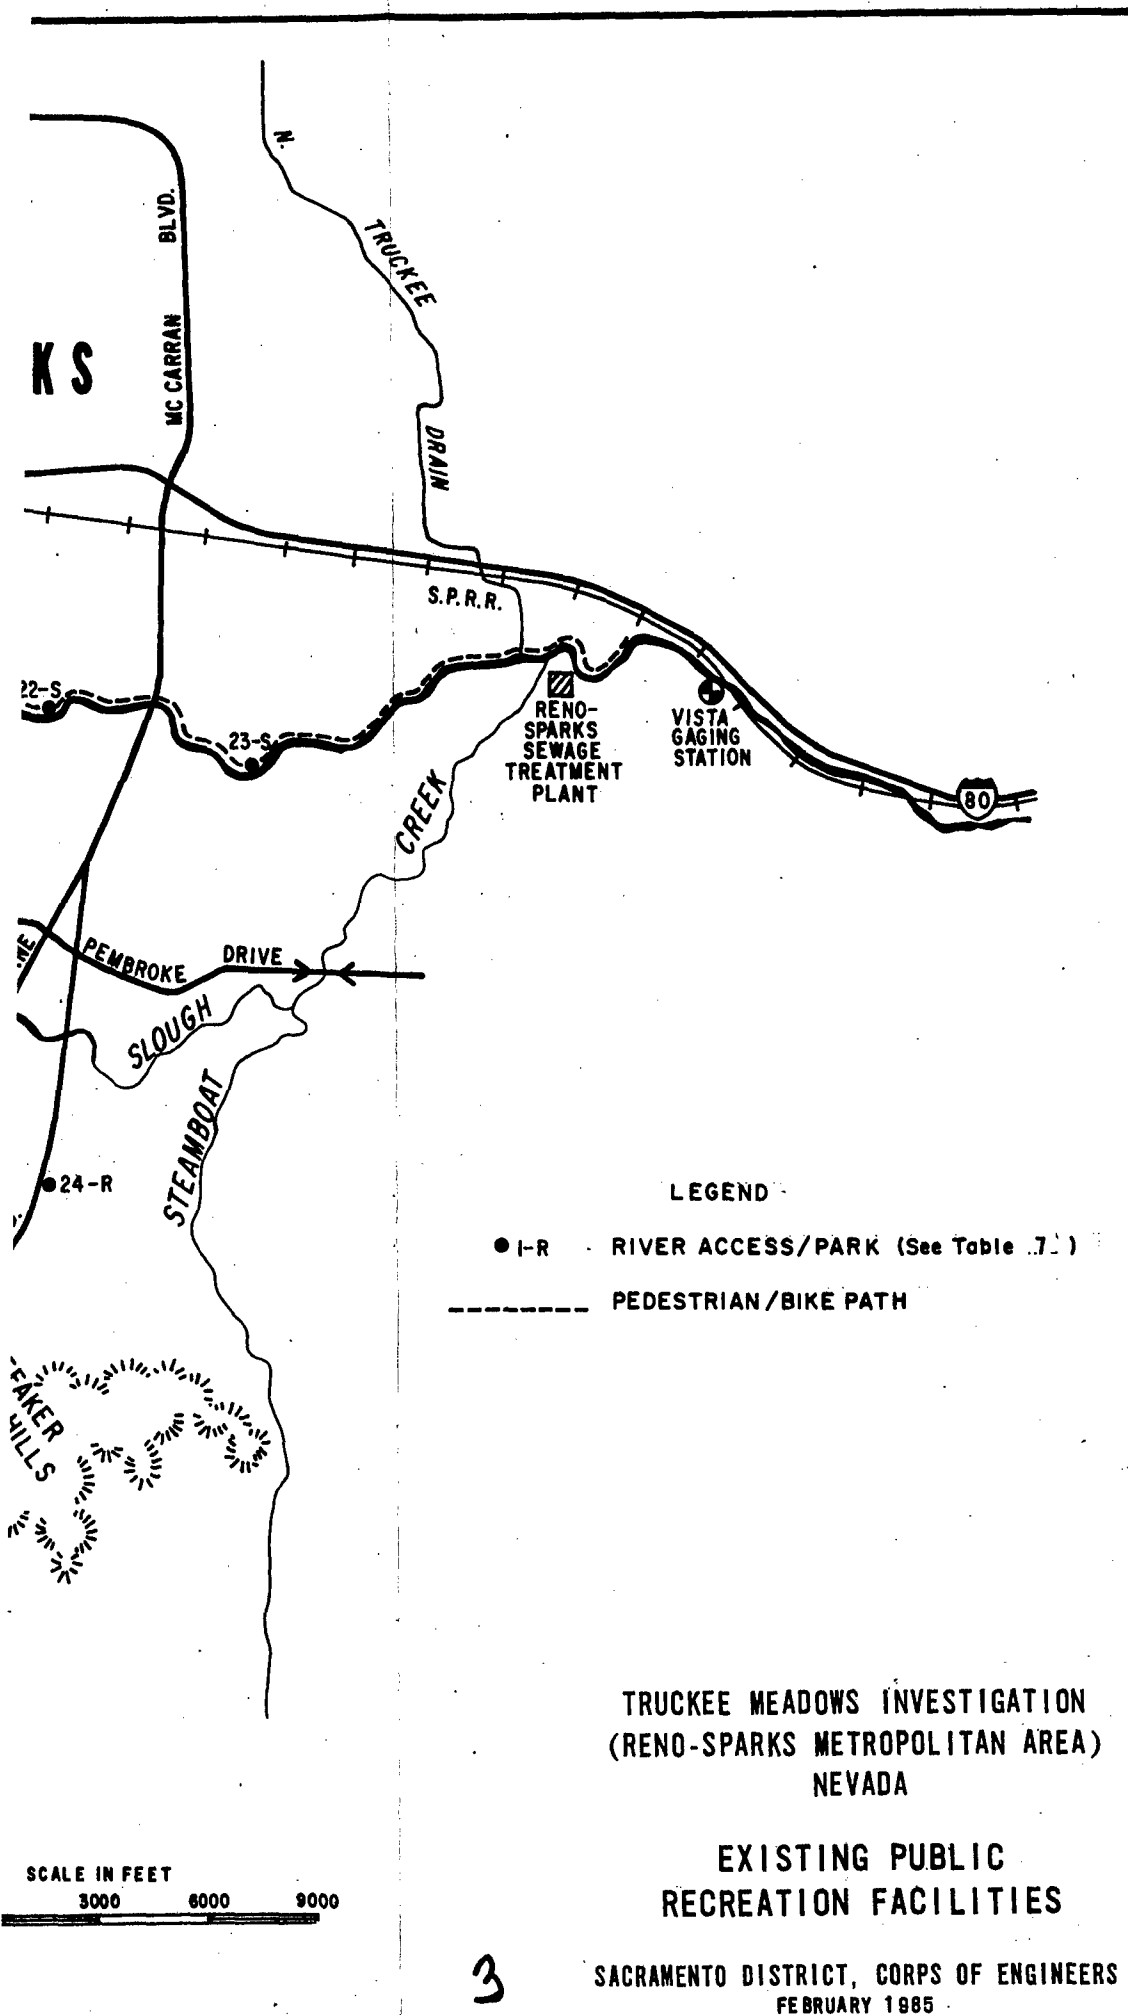 N. TRUCKEE DRAIN
MC CARRAN BLVD.
KS
S.P.R.R.
22-S
23-S
RENO-
SPARKS
SEWAGE
TREATMENT
PLANT
VISTA
GAGING
STATION
80
CREEK
PEMBROKE DRIVE
NE
SLOUGH
STEAMBOAT
24-R
LEGEND
1-R RIVER ACCESS/PARK (See Table 7)
PEDESTRIAN/BIKE PATH
FAKER
HILLS
TRUCKEE MEADOWS INVESTIGATION
(RENO-SPARKS METROPOLITAN AREA)
NEVADA
EXISTING PUBLIC
RECREATION FACILITIES
SCALE IN FEET
3000 6000 9000
3
SACRAMENTO DISTRICT, CORPS OF ENGINEERS
FEBRUARY 1985